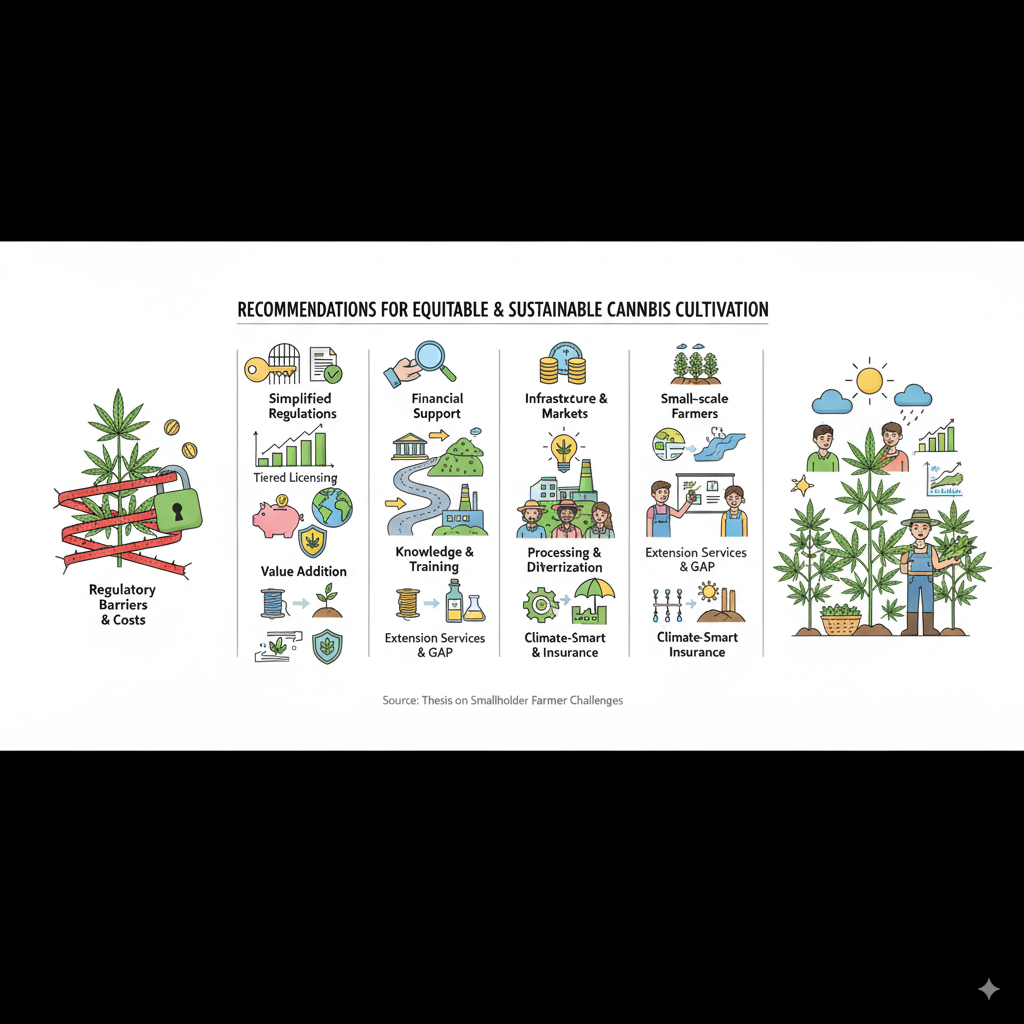 RECOMMENDATIONS FOR EQUITABLE & SUSTAINABLE CANNBIS CULTIVATION
Regulatory
Barriers
& Costs
Simplified
Regulations
Tiered Licensing
Value Addition
Financial
Support
Knowledge &
Training
Extension Services
& GAP
Infrastxcure &
Markets
Processing &
Climate-Smart
& Insurance
Small-scale
Farmers
Extension Services
& GAP
Climate-Smart
Insurance
Source: Thesis on Smallholder Farmer Challenges